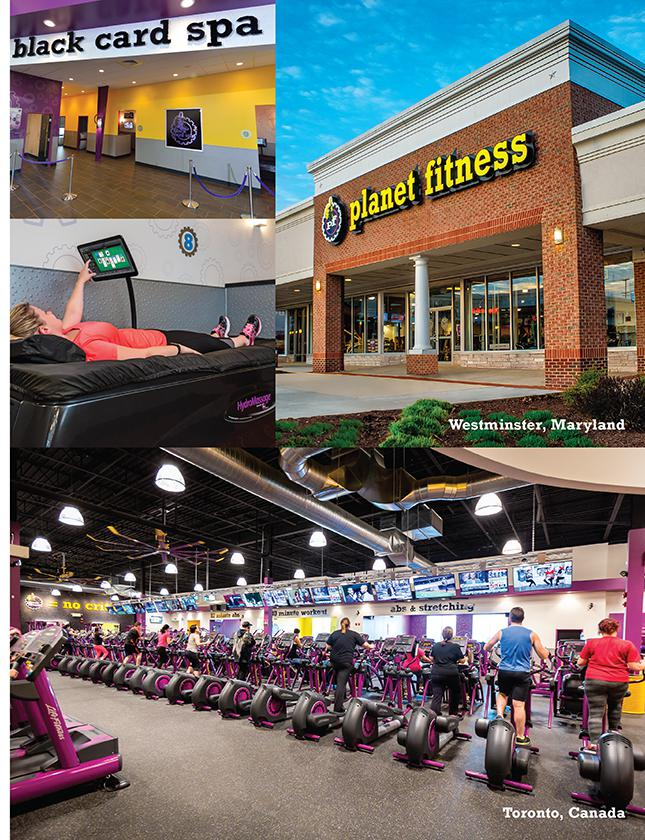 black card spa
planet fitness
pf
8
HydroMassage
Westminster, Maryland
no cri
30 minute workout
abs & stretching
Life Fitness
Toronto, Canada